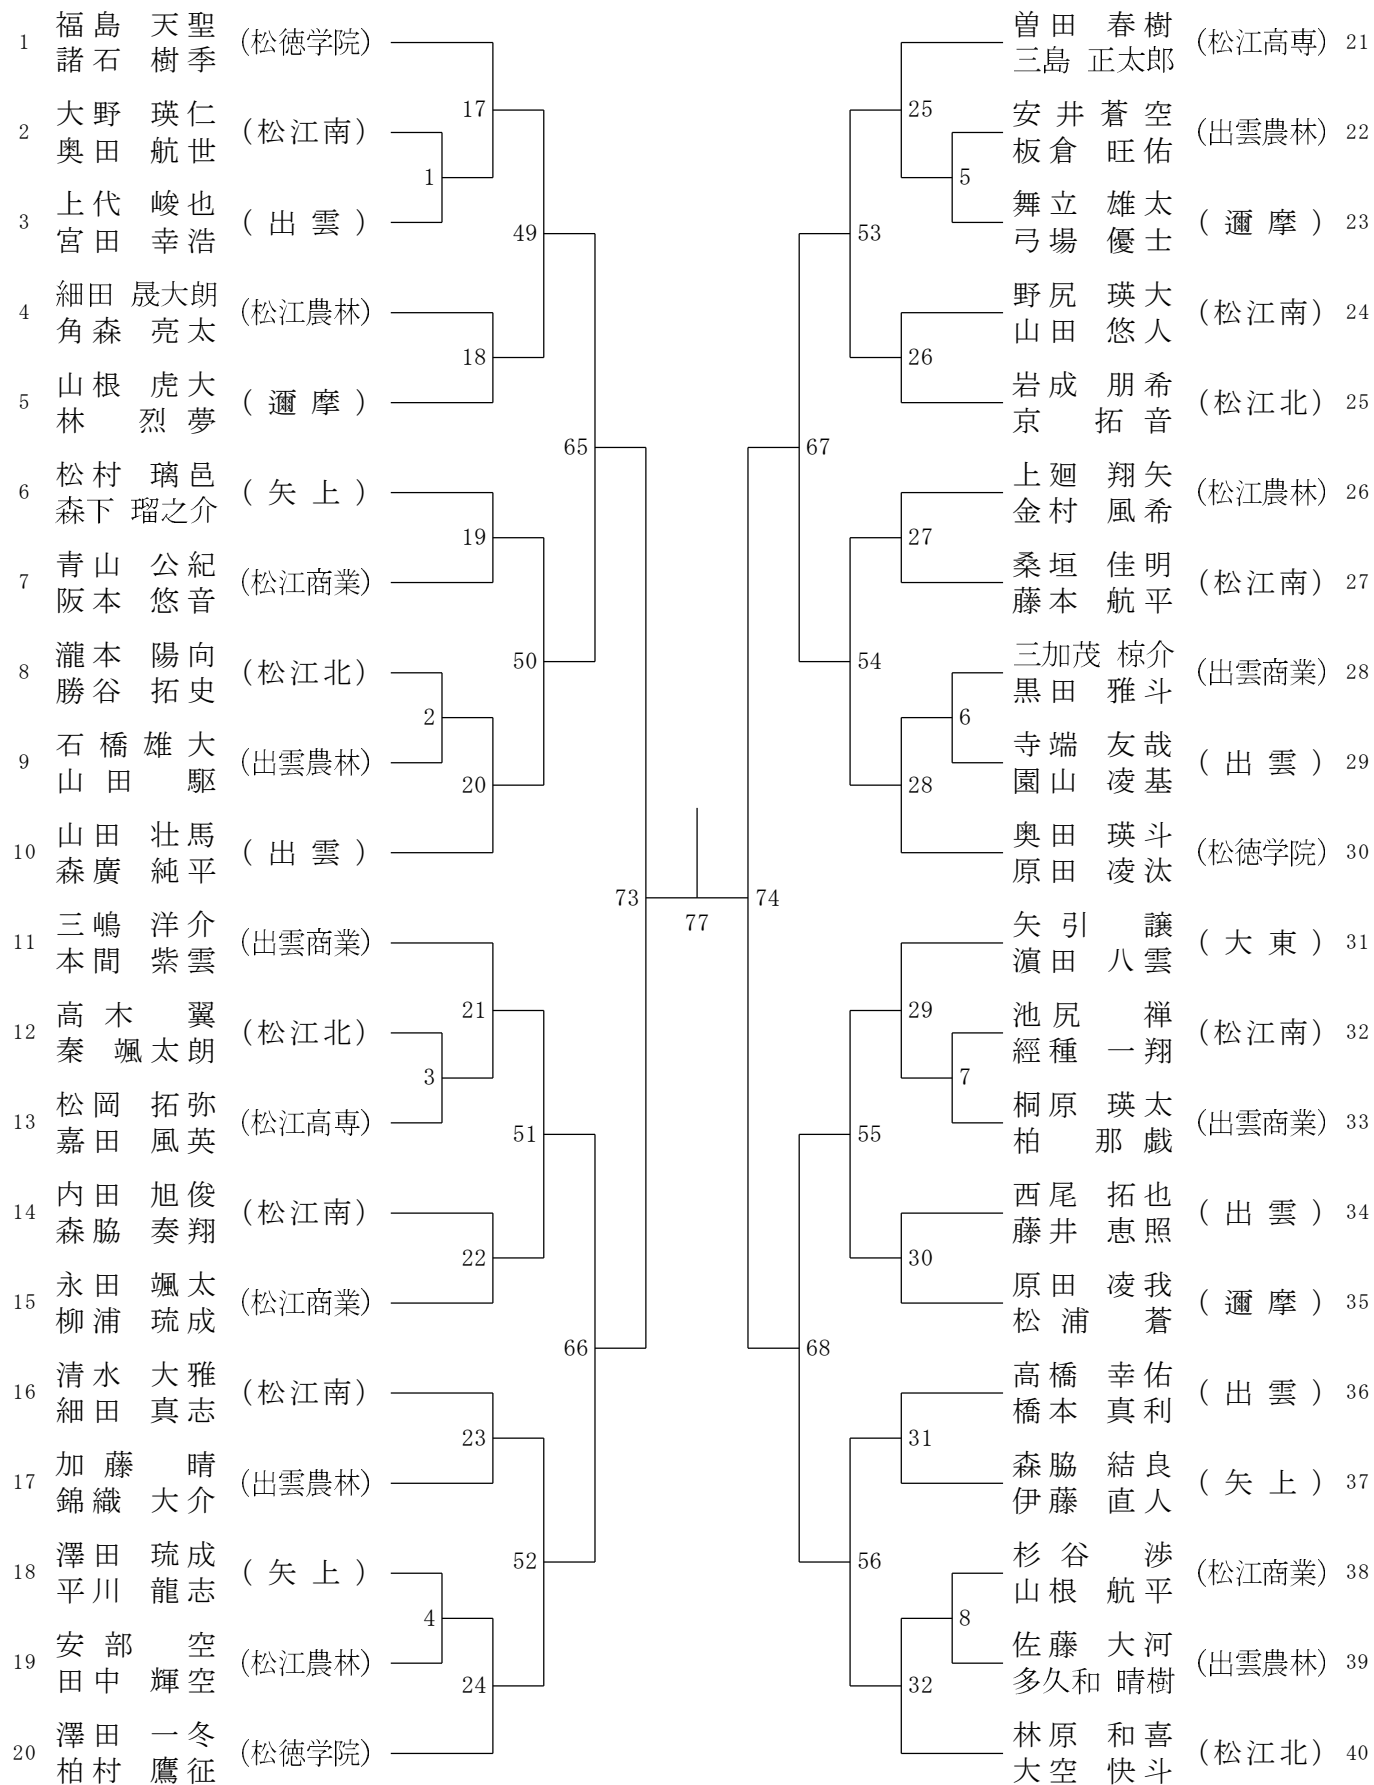 1 福島 天聖 (松徳学院)
諸石 樹季
17
2 大野 瑛仁 (松江南)
奥田 航世
1
3 上代 峻也 (出雲)
宮田 幸浩
49
4 細田 晟大朗 (松江農林)
角森 亮太
18
5 山根 虎大 (邇摩)
林 烈夢
65
6 松村 璃邑 (矢上)
森下 瑠之介
19
7 青山 公紀 (松江商業)
阪本 悠音
50
8 瀧本 陽向 (松江北)
勝谷 拓史
2
9 石橋 雄大 (出雲農林)
山田 駆
20
10 山田 壮馬 (出雲)
森廣 純平
73
11 三嶋 洋介 (出雲商業)
本間 紫雲
21
12 高木 翼 (松江北)
秦 颯太朗
3
13 松岡 拓弥 (松江高専)
嘉田 風英
51
14 内田 旭俊 (松江南)
森脇 奏翔
22
15 永田 颯太 (松江商業)
柳浦 琉成
66
16 清水 大雅 (松江南)
細田 真志
23
17 加藤 晴 (出雲農林)
錦織 大介
52
18 澤田 琉成 (矢上)
平川 龍志
4
19 安部 空 (松江農林)
田中 輝空
24
20 澤田 一冬 (松徳学院)
柏村 鷹征
77
曽田 春樹 (松江高専) 21
三島 正太郎
25
安井 蒼空 (出雲農林) 22
板倉 旺佑
5
舞立 雄太 (邇摩) 23
弓場 優士
53
野尻 瑛大 (松江南) 24
山田 悠人
26
岩成 朋希 (松江北) 25
京 拓音
67
上廻 翔矢 (松江農林) 26
金村 風希
27
桑垣 佳明 (松江南) 27
藤本 航平
54
三加茂 椋介 (出雲商業) 28
黒田 雅斗
6
寺端 友哉 (出雲) 29
園山 凌基
28
奥田 瑛斗 (松徳学院) 30
原田 凌汰
74
矢引 譲 (大東) 31
濵田 八雲
29
池尻 禅 (松江南) 32
經種 一翔
7
桐原 瑛太 (出雲商業) 33
柏 那戯
55
西尾 拓也 (出雲) 34
藤井 恵照
30
原田 凌我 (邇摩) 35
松浦 蒼
68
高橋 幸佑 (出雲) 36
橋本 真利
31
森脇 結良 (矢上) 37
伊藤 直人
56
杉谷 渉 (松江商業) 38
山根 航平
8
佐藤 大河 (出雲農林) 39
多久和 晴樹
32
林原 和喜 (松江北) 40
大空 快斗